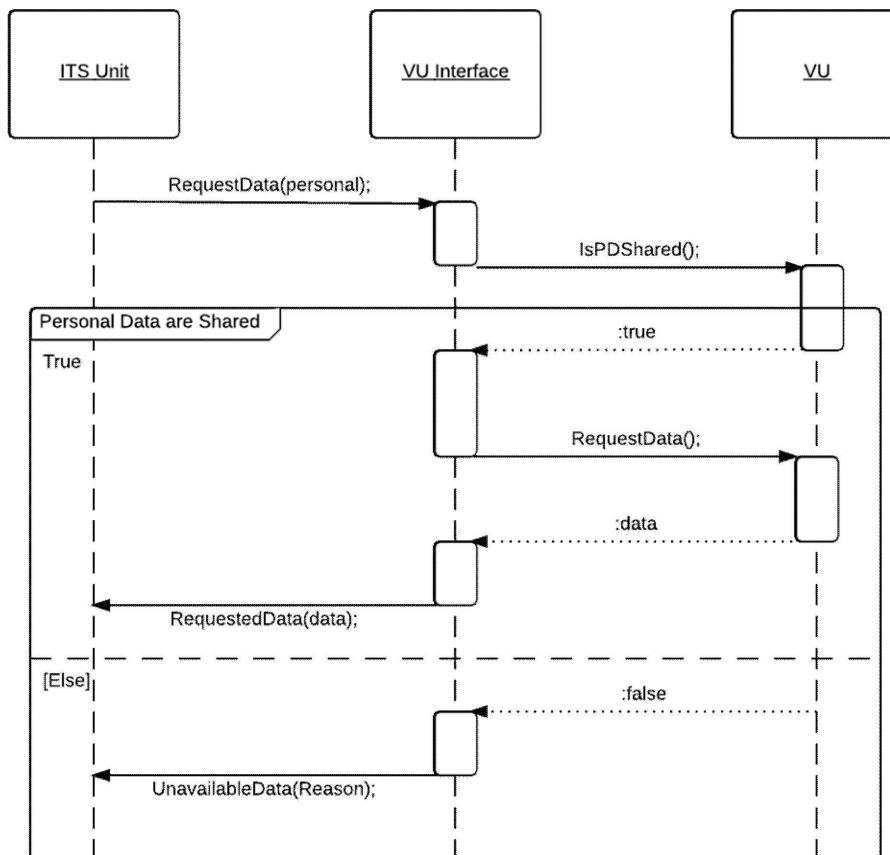 ITS Unit
VU Interface
VU
RequestData(personal);
IsPDShared();
Personal Data are Shared
:true
True
RequestData();
:data
RequestedData(data);
[Else]
:false
UnavailableData(Reason);